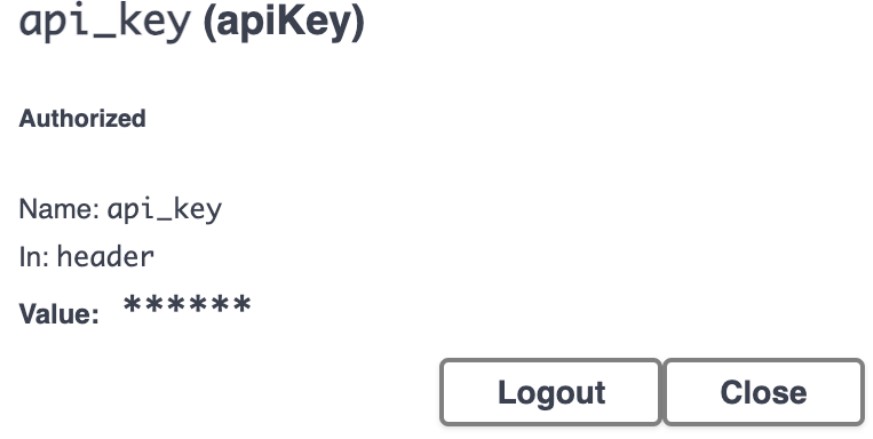 api_key (apiKey)
Authorized
Name: api_key
In: header
Value: ******
Logout Close